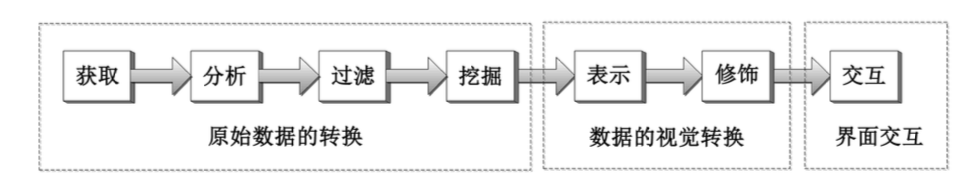 获取 分析 过滤 挖掘 表示 修饰 交互
原始数据的转换 数据的视觉转换 界面交互